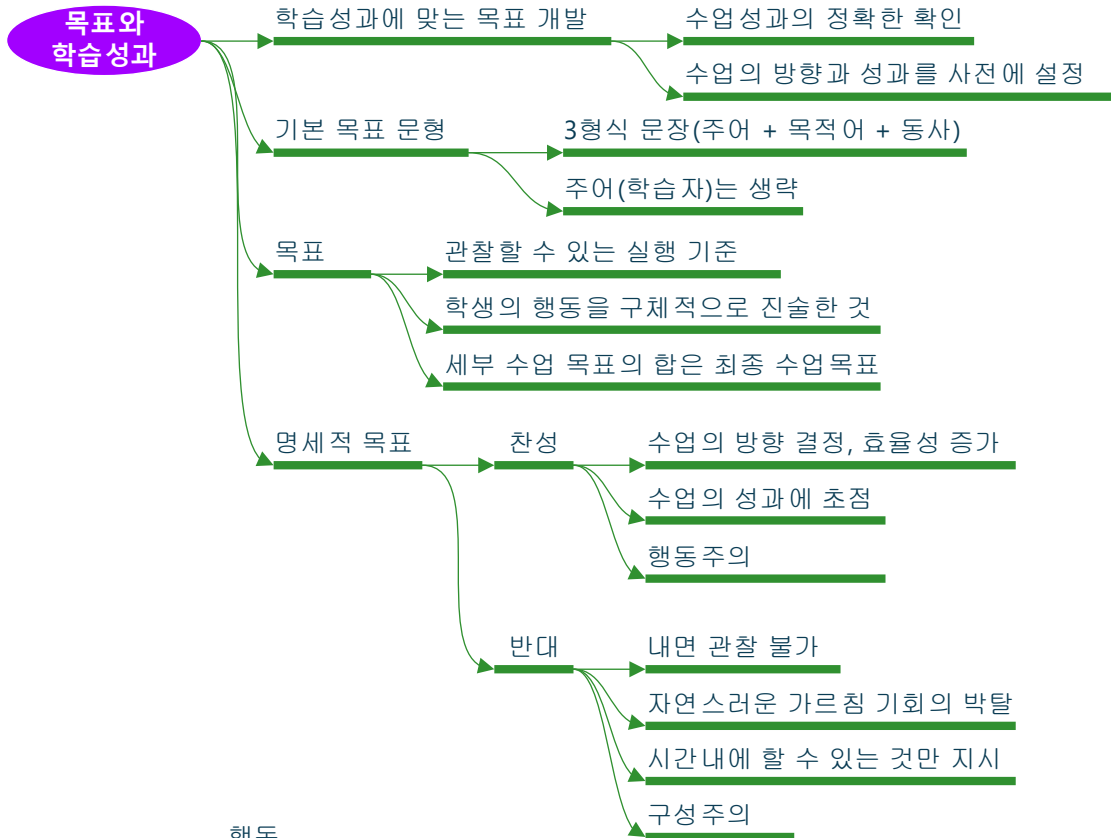 목표와
학습성과
학습성과에 맞는 목표 개발
수업성과의 정확한 확인
수업의 방향과 성과를 사전에 설정
기본 목표 문형
3형식 문장(주어 + 목적어 + 동사)
주어(학습자)는 생략
목표
관찰할 수 있는 실행 기준
학생의 행동을 구체적으로 진술한 것
세부 수업 목표의 합은 최종 수업목표
명세적 목표
찬성
수업의 방향 결정, 효율성 증가
수업의 성과에 초점
행동주의
반대
내면 관찰 불가
자연스러운 가르침 기회의 박탈
시간내에 할 수 있는 것만 지시
구성주의
행동